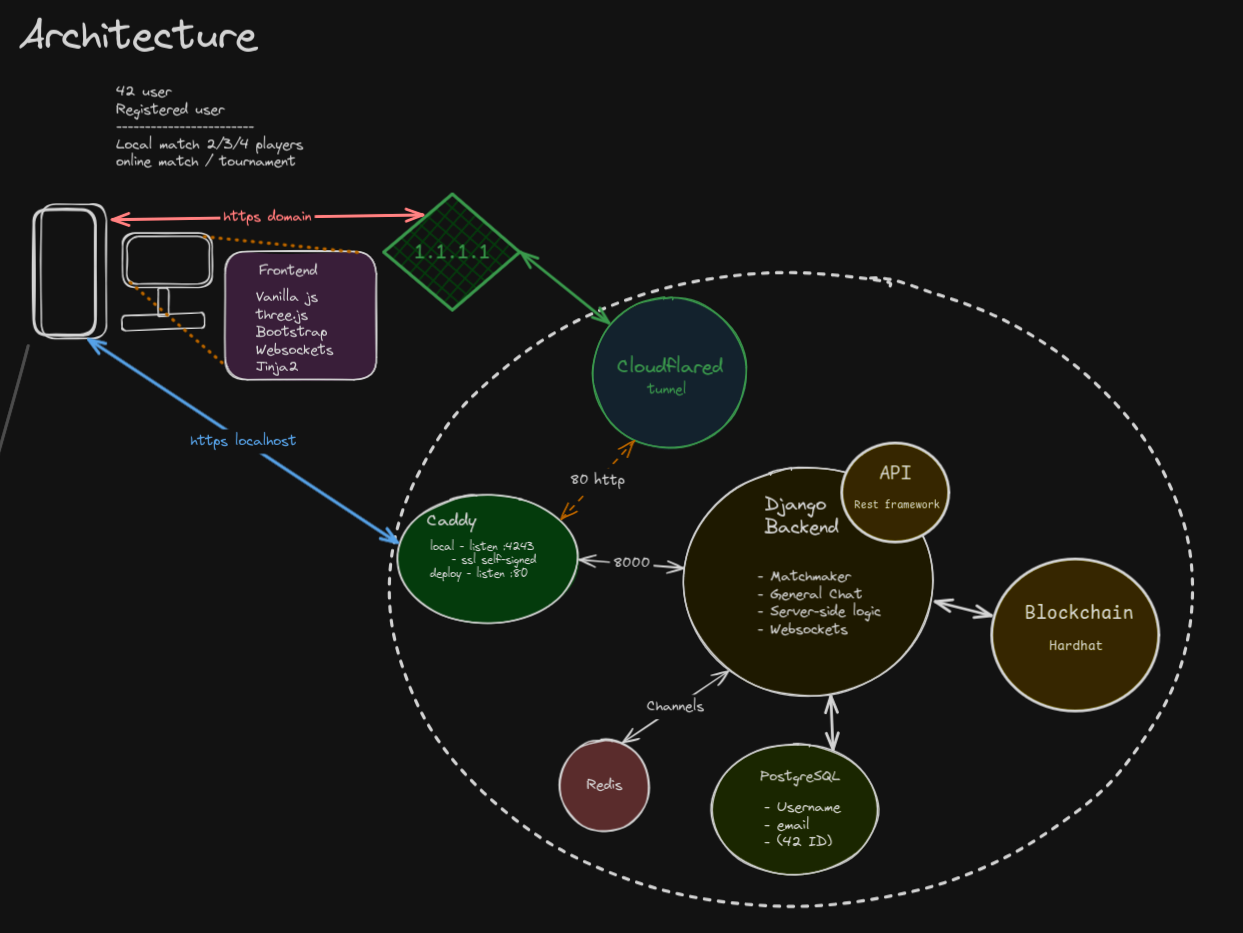 Architecture
42 user
Registered user
------------------------
Local match 2/3/4 players
online match / tournament
https domain
1.1.1.1
Frontend
Vanilla js
three.js
Bootstrap
Websockets
Jinja2
Cloudflared
tunnel
https localhost
80 http
API
Rest framework
Django
Backend
- Matchmaker
- General Chat
- Server-side logic
- Websockets
Caddy
local - listen :4243
- ssl self-signed
deploy - listen :80
8000
Blockchain
Hardhat
Channels
Redis
PostgreSQL
- Username
- email
- (42 ID)